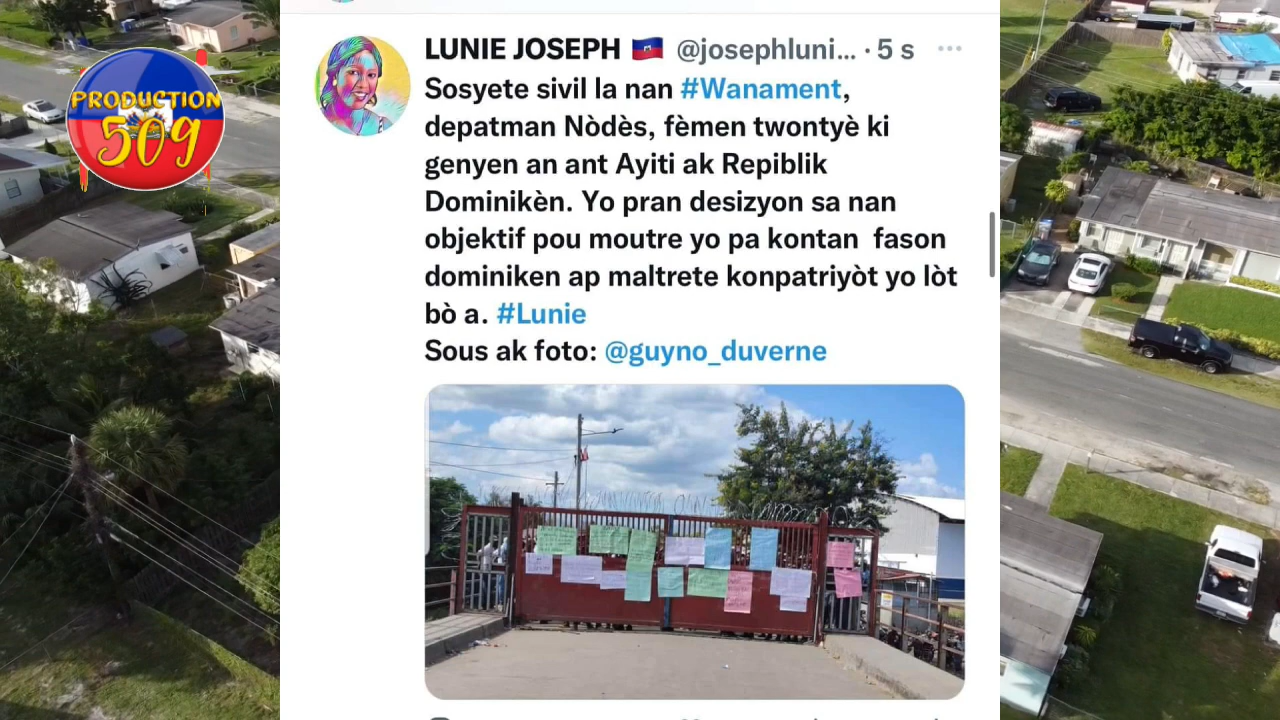 PRODUCTION
509
LUNIE JOSEPH 🇭🇹 @josephluni... · 5 s
Sosyete sivil la nan #Wanament,
depatman Nòdès, fèmen twontyè ki
genyen an ant Ayiti ak Repiblik
Dominikèn. Yo pran desizyon sa nan
objektif pou moutre yo pa kontan fason
dominiken ap maltrete konpatriyòt yo lòt
bò a. #Lunie
Sous ak foto: @guyno_duverne